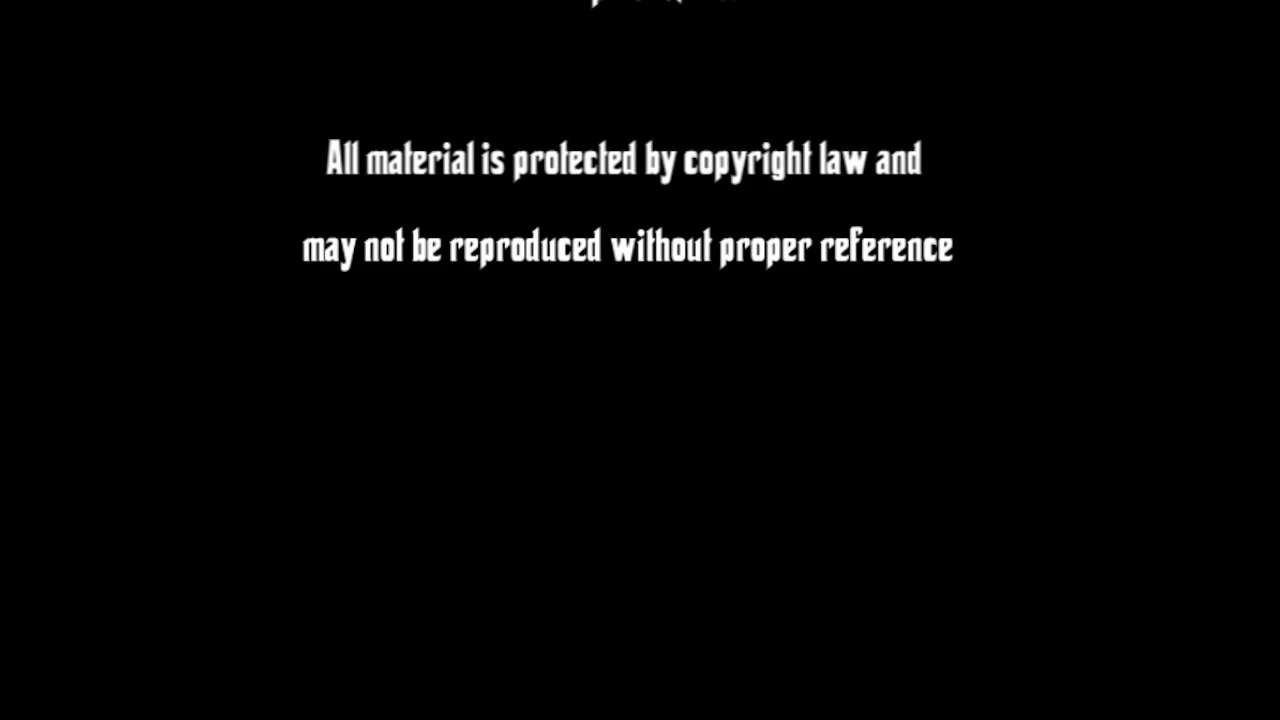 All material is protected by copyright law and
may not be reproduced without proper reference